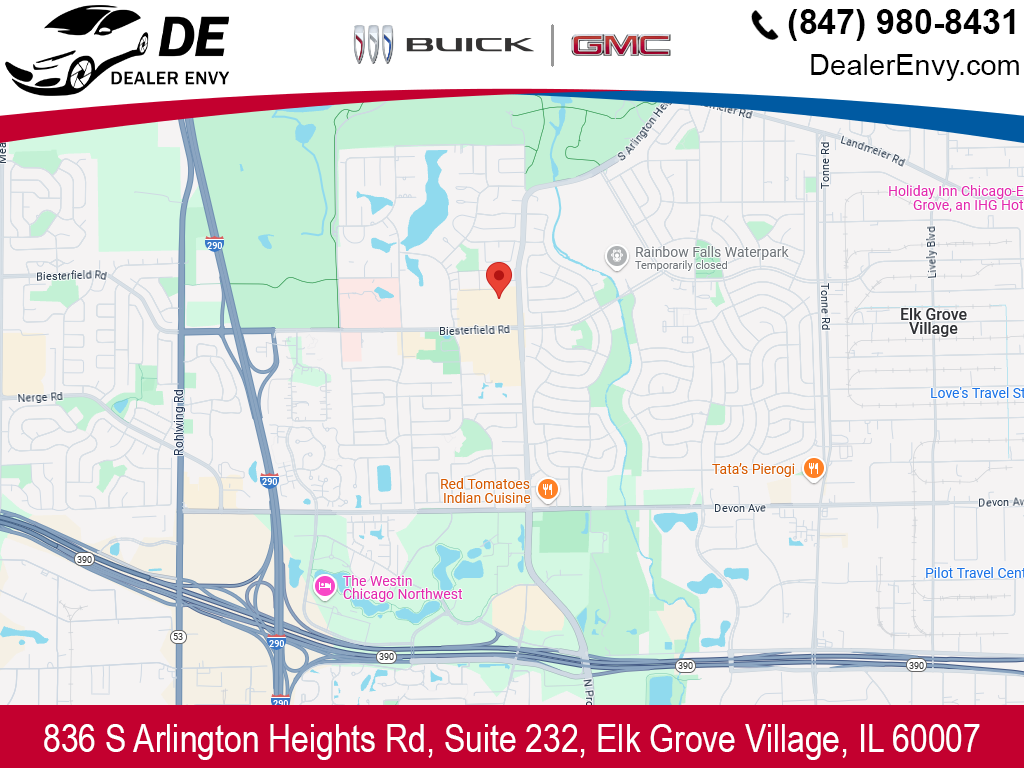 DE
DEALER ENVY
BUICK
GMC
(847) 980-8431
DealerEnvy.com
S Arlington Hei
meier Rd
Landmeier Rd
Tonne Rd
Holiday Inn Chicago-E
Grove, an IHG Hot
290
Lively Blvd
Rainbow Falls Waterpark
Temporarily closed
Biesterfield Rd
Tonne Rd
Elk Grove
Village
Biesterfield Rd
Love's Travel St
Nerge Rd
Rohlwing Rd
Tata's Pierogi
290
Red Tomatoes
Indian Cuisine
Devon Ave
Devon Av
390
The Westin
Chicago Northwest
Pilot Travel Cent
53
290
390
390
390
N Pro
290
836 S Arlington Heights Rd, Suite 232, Elk Grove Village, IL 60007